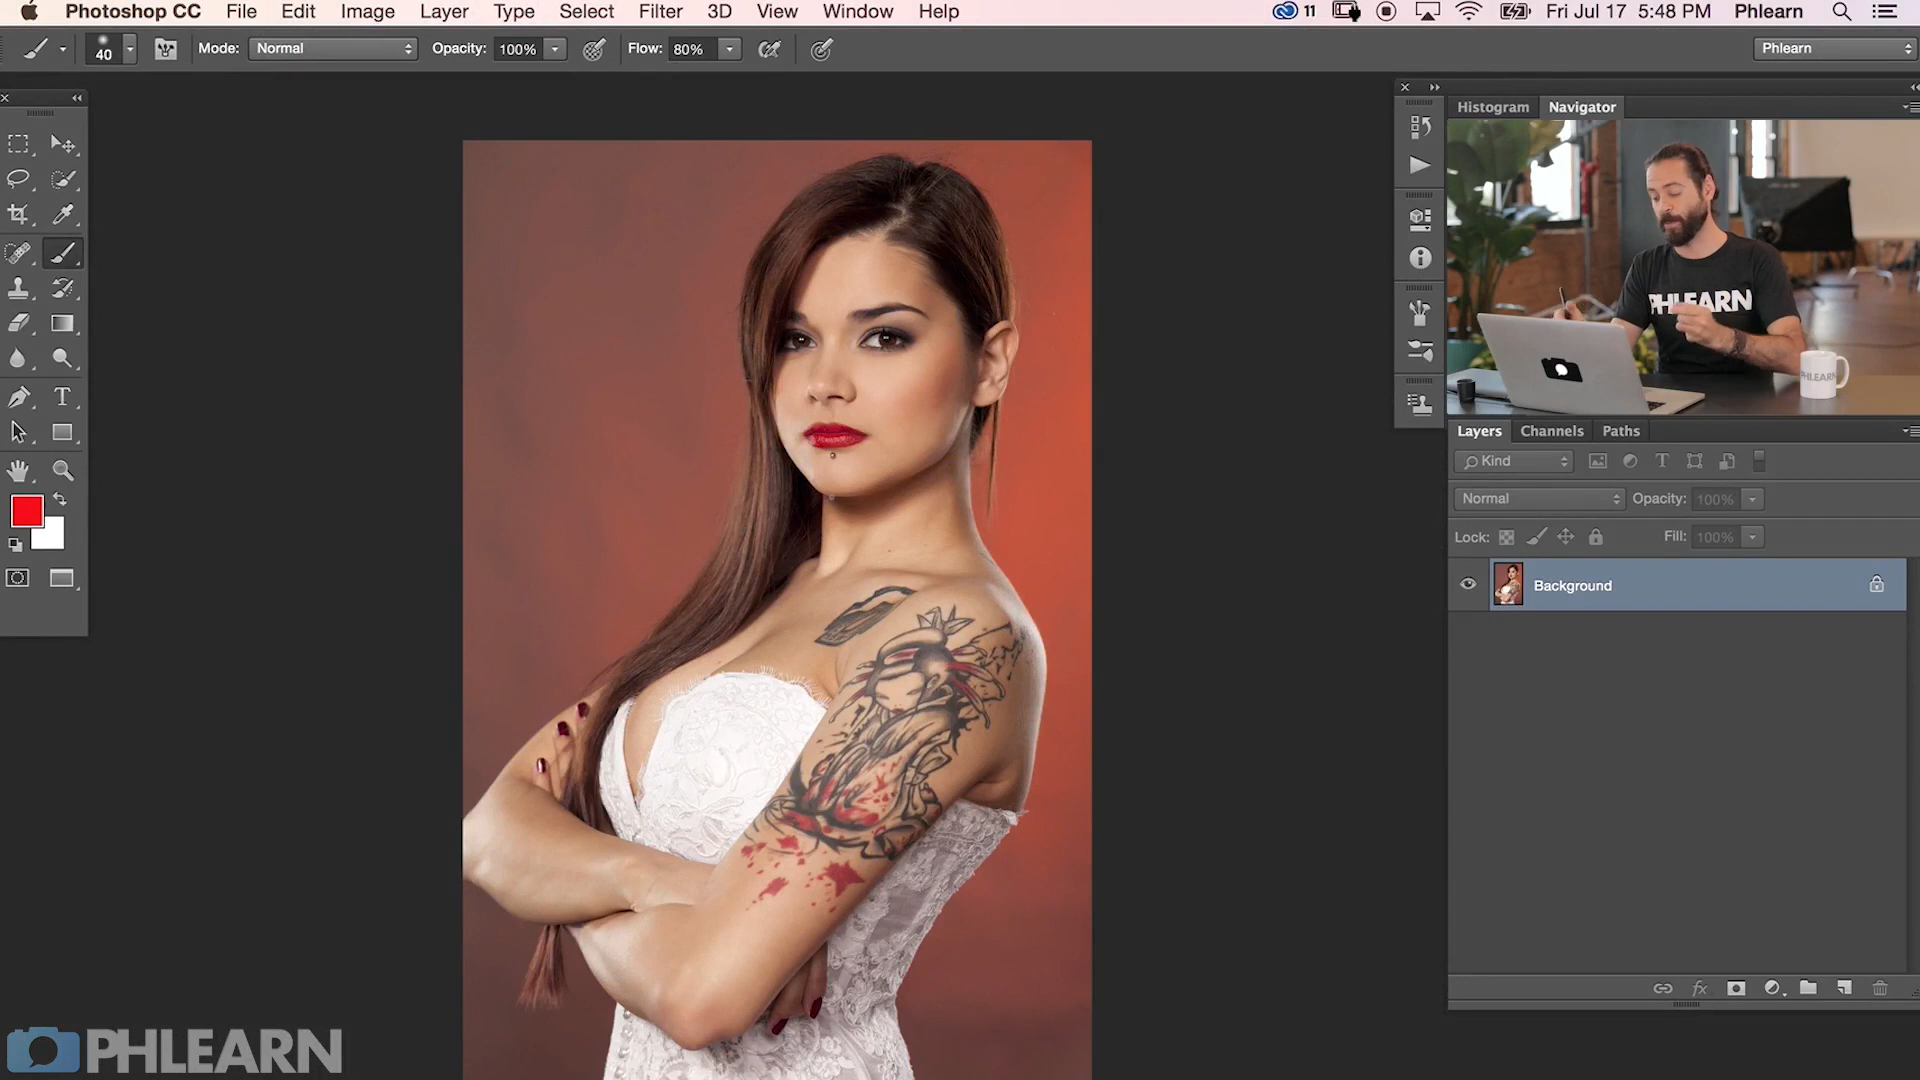 Photoshop CC File Edit Image Layer Type Select Filter 3D View Window Help 11 Fri Jul 17 5:48 PM Phlearn
40 Mode: Normal Opacity: 100% Flow: 80% Phlearn
Histogram Navigator
PHLEARN
PHLEARN
Layers Channels Paths
Kind T
Normal Opacity: 100%
Lock: Fill: 100%
Background
fx
T
PHLEARN